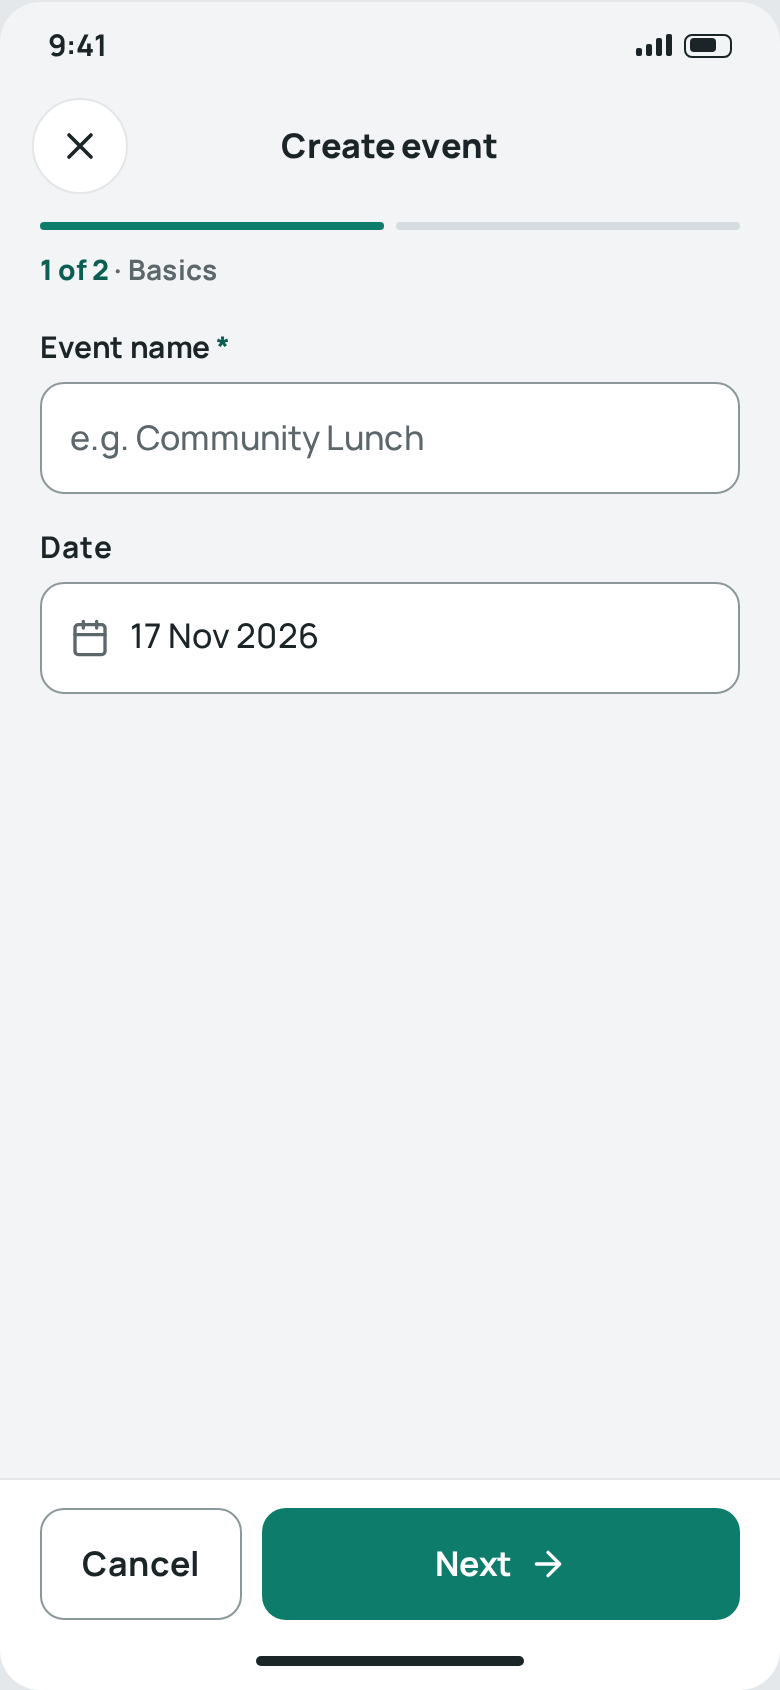 9:41
Create event
1 of 2 · Basics
Event name *
e.g. Community Lunch
Date
17 Nov 2026
Cancel
Next →